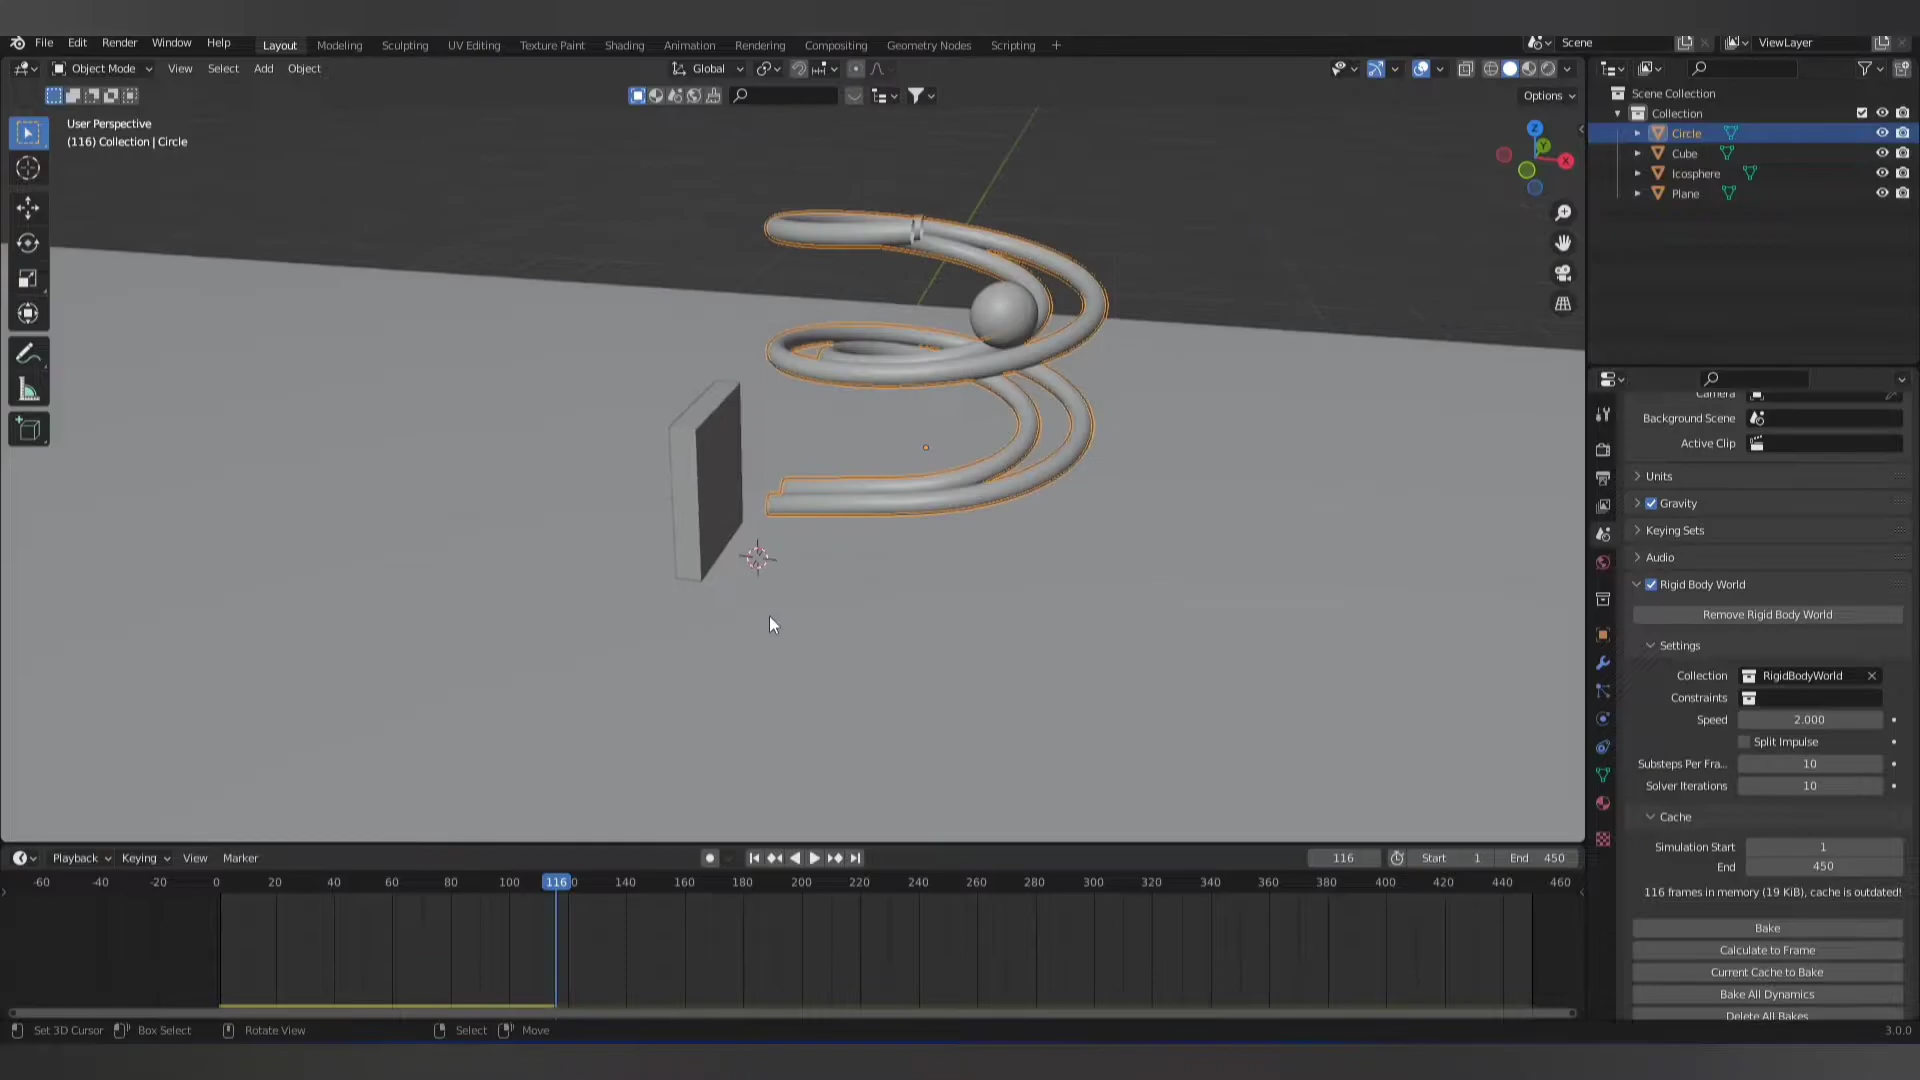 File Edit Render Window Help Layout Modeling Sculpting UV Editing Texture Paint Shading Animation Rendering Compositing Geometry Nodes Scripting + Scene ViewLayer
Object Mode View Select Add Object Global
Options
User Perspective
(116) Collection | Circle
Z
Y
X
Scene Collection
Collection
Circle
Cube
Icosphere
Plane
Background Scene
Active Clip
Units
Gravity
Keying Sets
Audio
Rigid Body World
Remove Rigid Body World
Settings
Collection RigidBodyWorld
Constraints
Speed 2.000
Split Impulse
Substeps Per Fra... 10
Solver Iterations 10
Cache
Simulation Start 1
End 450
116 frames in memory (19 KiB), cache is outdated!
Bake
Calculate to Frame
Current Cache to Bake
Bake All Dynamics
Delete All Bakes
Playback Keying View Marker 116 Start 1 End 450
-60 -40 -20 0 20 40 60 80 100 116 0 140 160 180 200 220 240 260 280 300 320 340 360 380 400 420 440 460
Set 3D Cursor Box Select Rotate View Select Move 3.0.0